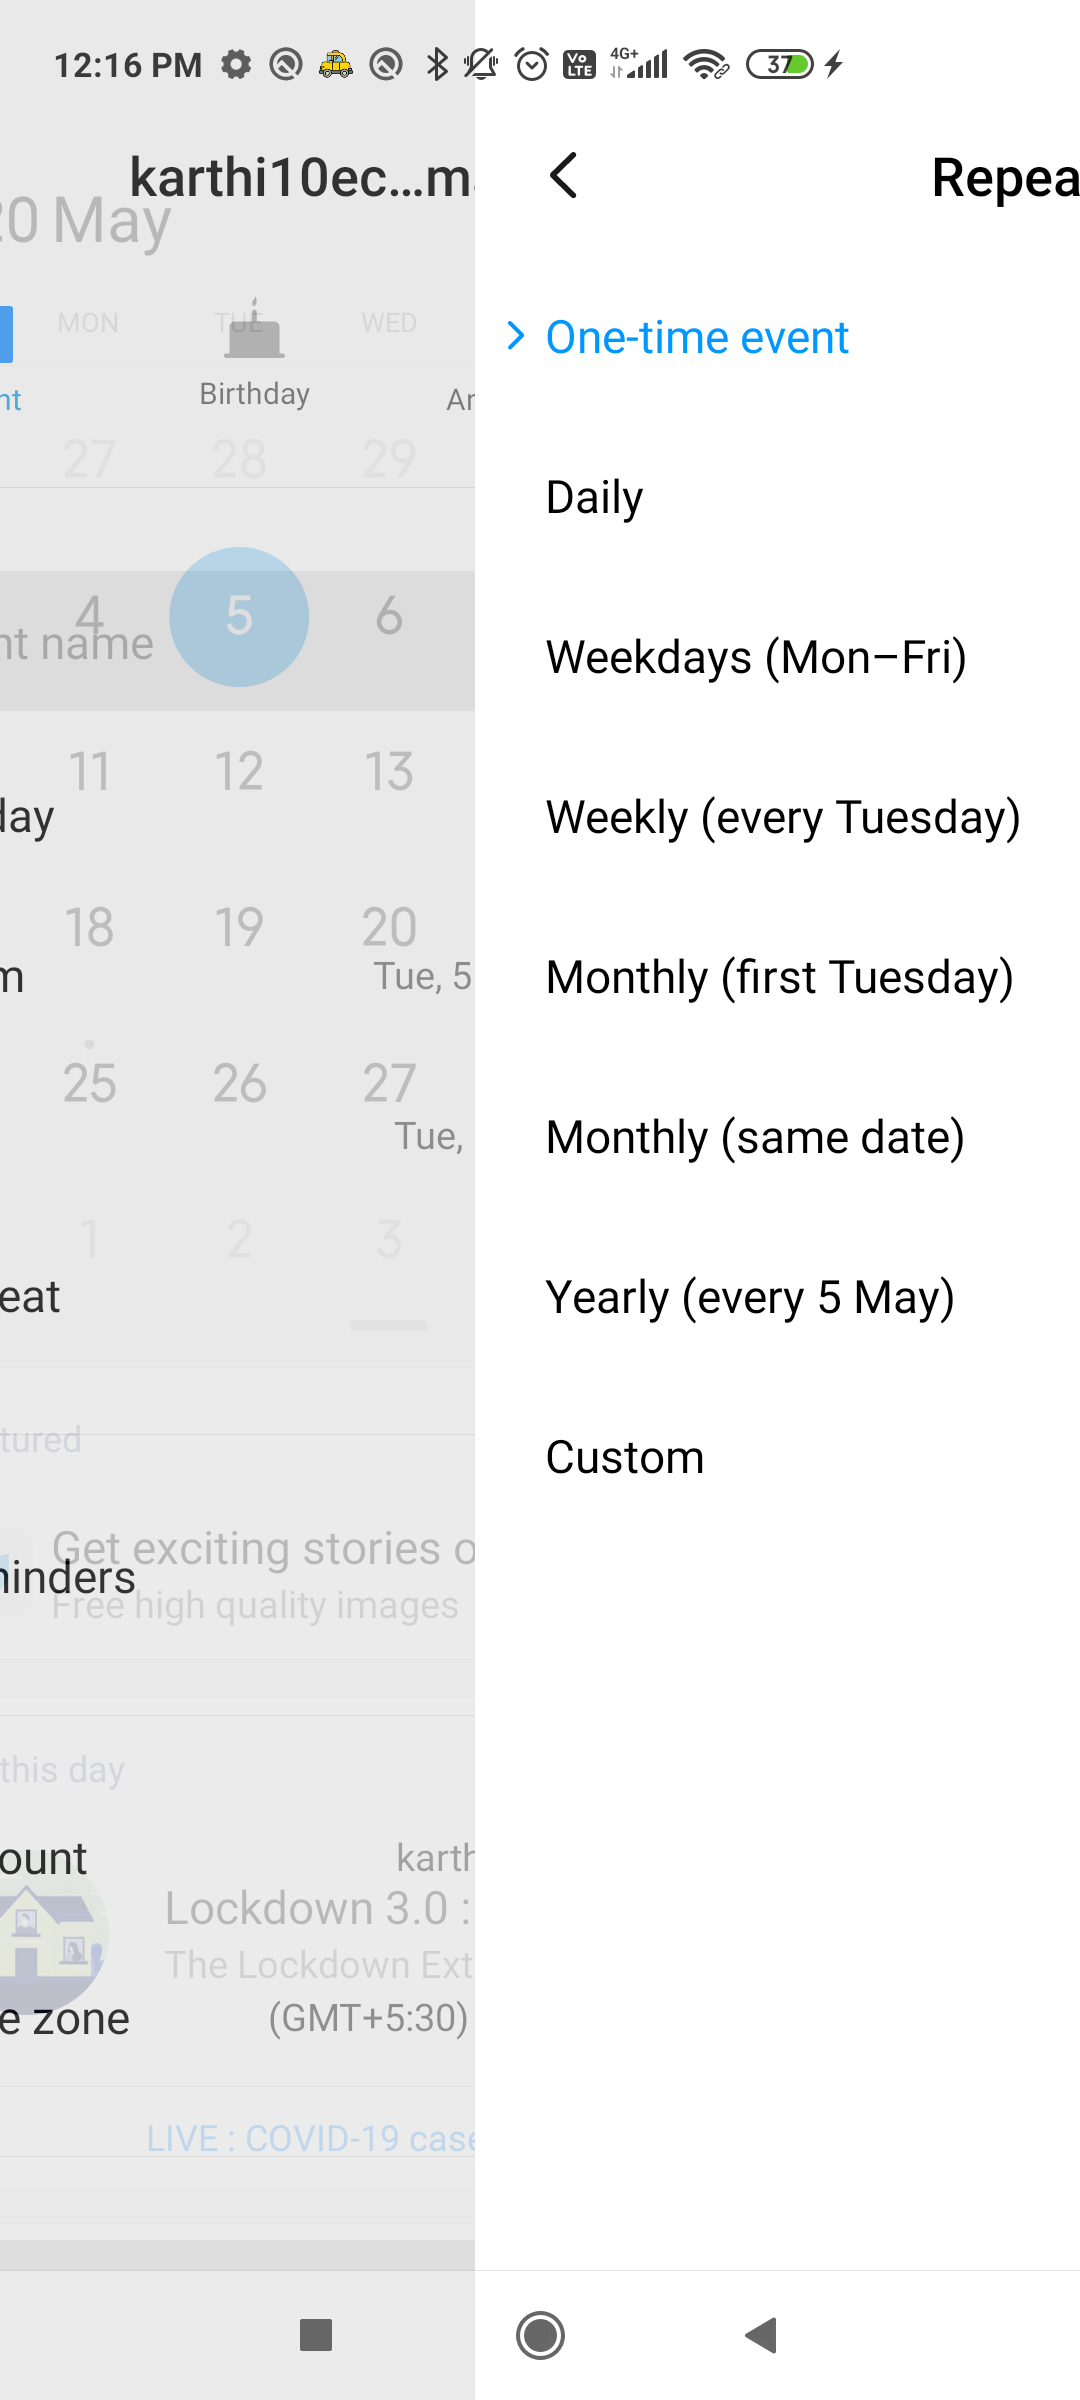 12:16 PM
Vo LTE
4G+
37
karthi10ec...m
20 May
Repea
MON TUE WED
One-time event
nt
Birthday
An
27 28 29
Daily
4 5 6
nt name
Weekdays (Mon–Fri)
11 12 13
day
Weekly (every Tuesday)
18 19 20
m
Tue, 5
Monthly (first Tuesday)
25 26 27
Tue,
Monthly (same date)
1 2 3
eat
Yearly (every 5 May)
tured
Custom
Get exciting stories o
ninders
Free high quality images
this day
ount
karth
Lockdown 3.0 :
The Lockdown Ext
e zone
(GMT+5:30)
LIVE : COVID-19 case